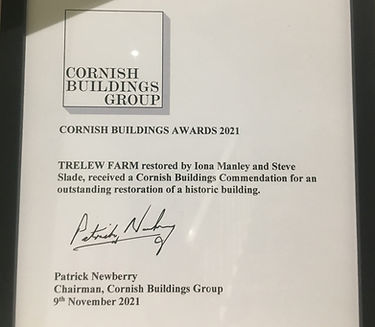 CORNISH
BUILDINGS
GROUP
CORNISH BUILDINGS AWARDS 2021
TRELEW FARM restored by Iona Manley and Steve
Slade, received a Cornish Buildings Commendation for an
outstanding restoration of a historic building.
Patrick Newberry
Patrick Newberry
Chairman, Cornish Buildings Group
9th November 2021